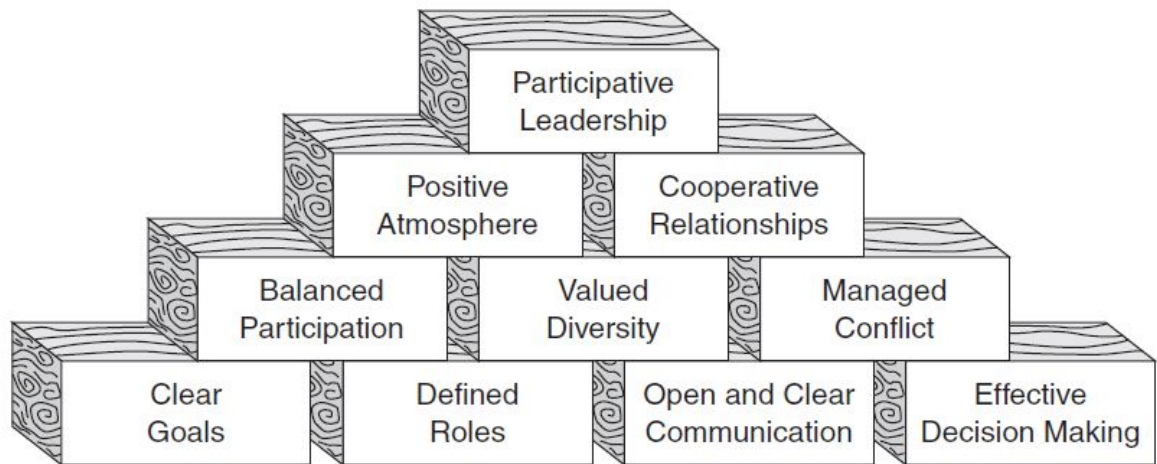 Participative
Leadership
Positive
Atmosphere
Cooperative
Relationships
Balanced
Participation
Valued
Diversity
Managed
Conflict
Clear
Goals
Defined
Roles
Open and Clear
Communication
Effective
Decision Making